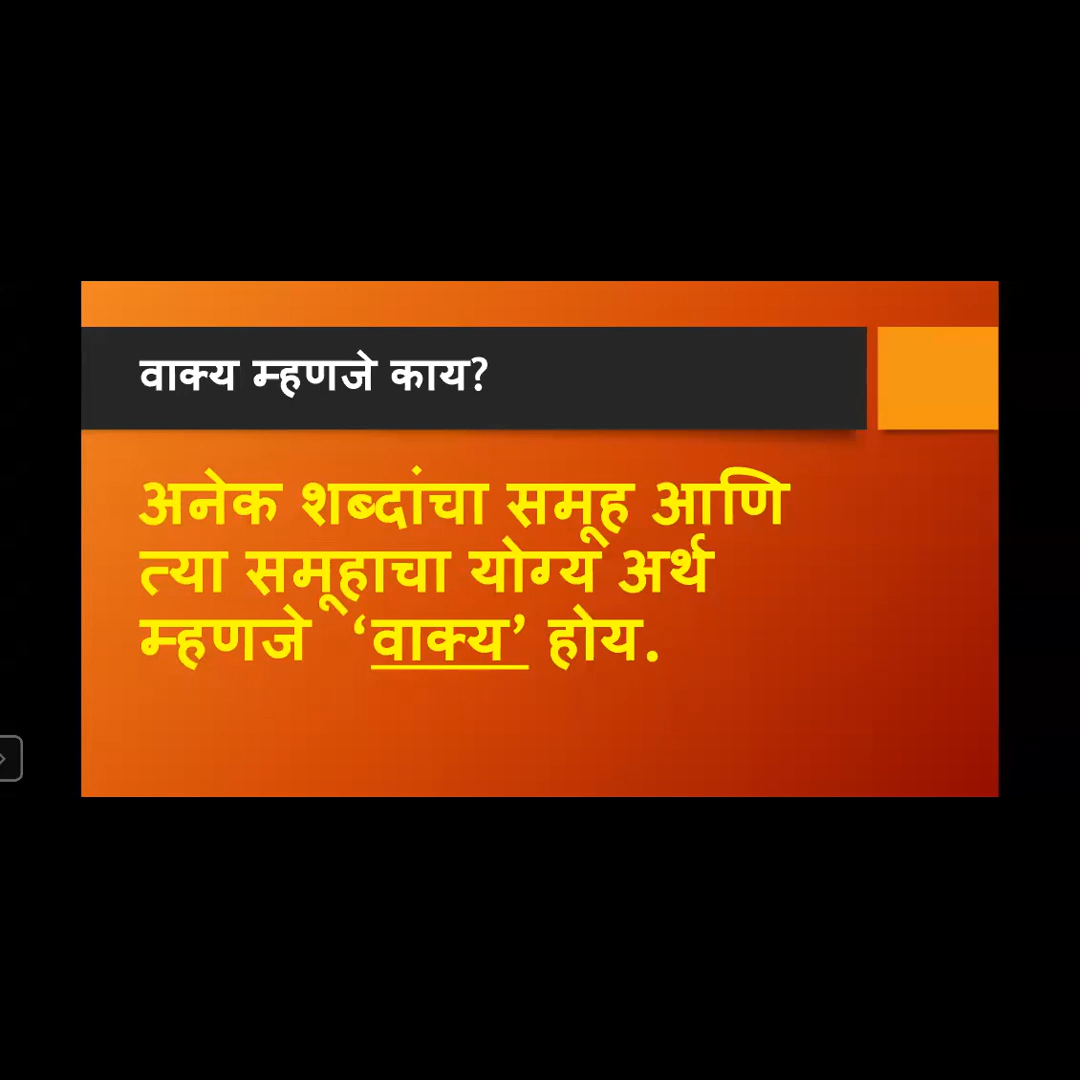 वाक्य म्हणजे काय?
अनेक शब्दांचा समूह आणि
त्या समूहाचा योग्य अर्थ
म्हणजे ‘वाक्य’ होय.